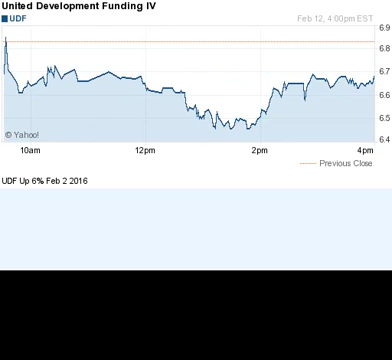 United Development Funding IV
UDF
Feb 12, 4:00pm EST
6.9
6.8
6.7
6.6
6.5
6.4
© Yahoo!
10am 12pm 2pm 4pm
Previous Close
UDF Up 6% Feb 2 2016